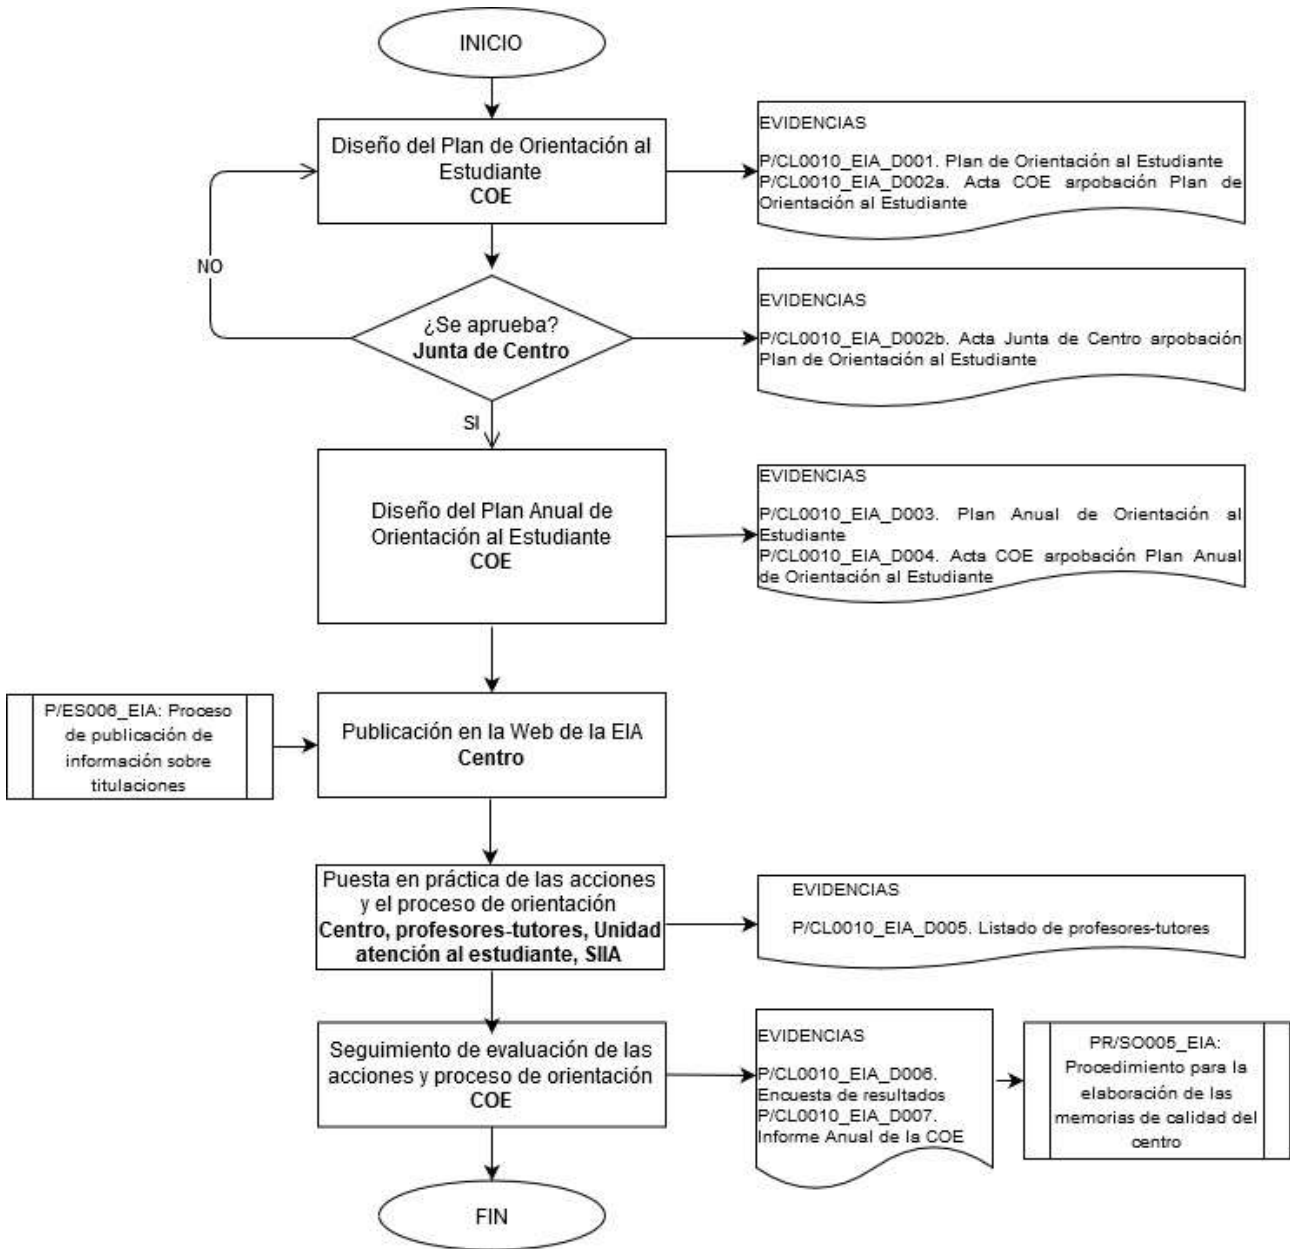 INICIO
Diseño del Plan de Orientación al
Estudiante
COE
EVIDENCIAS
P/CL0010_EIA_D001. Plan de Orientación al Estudiante
P/CL0010_EIA_D002a. Acta COE arpobación Plan de
Orientación al Estudiante
NO
¿Se aprueba?
Junta de Centro
EVIDENCIAS
P/CL0010_EIA_D002b. Acta Junta de Centro arpobación
Plan de Orientación al Estudiante
SI
Diseño del Plan Anual de
Orientación al Estudiante
COE
EVIDENCIAS
P/CL0010_EIA_D003. Plan Anual de Orientación al
Estudiante
P/CL0010_EIA_D004. Acta COE arpobación Plan Anual
de Orientación al Estudiante
P/ES006_EIA: Proceso
de publicación de
información sobre
titulaciones
Publicación en la Web de la EIA
Centro
Puesta en práctica de las acciones
y el proceso de orientación
Centro, profesores-tutores, Unidad
atención al estudiante, SIIA
EVIDENCIAS
P/CL0010_EIA_D005. Listado de profesores-tutores
Seguimiento de evaluación de las
acciones y proceso de orientación
COE
EVIDENCIAS
P/CL0010_EIA_D006.
Encuesta de resultados
P/CL0010_EIA_D007.
Informe Anual de la COE
PR/SO005_EIA:
Procedimiento para la
elaboración de las
memorias de calidad del
centro
FIN